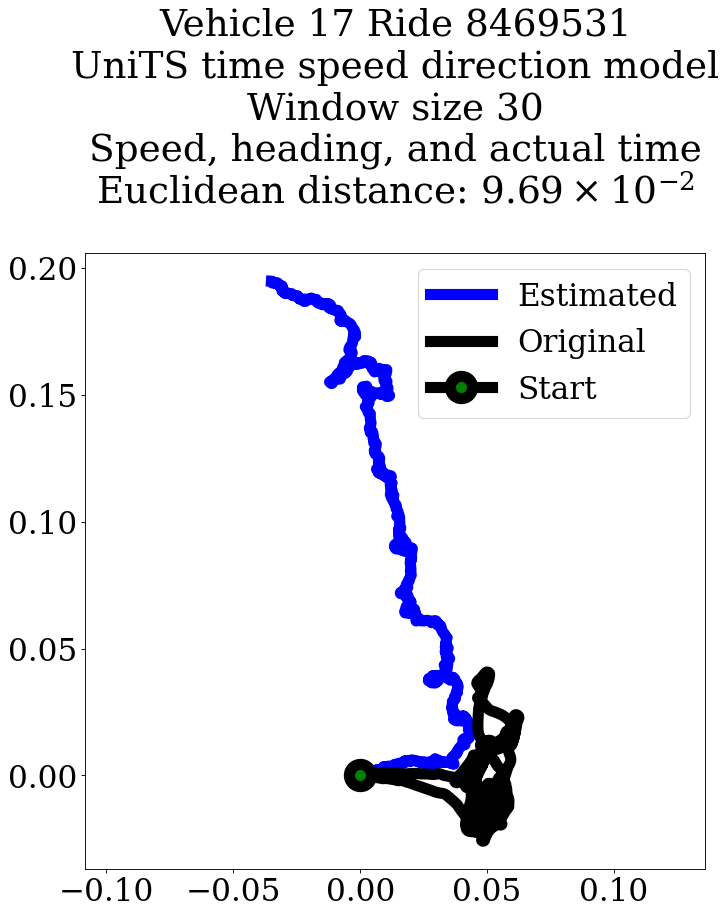 Vehicle 17 Ride 8469531
UniTS time speed direction model
Window size 30
Speed, heading, and actual time
Euclidean distance: 9.69 × 10⁻²
0.20
0.15
0.10
0.05
0.00
Estimated
Original
Start
−0.10 −0.05 0.00 0.05 0.10